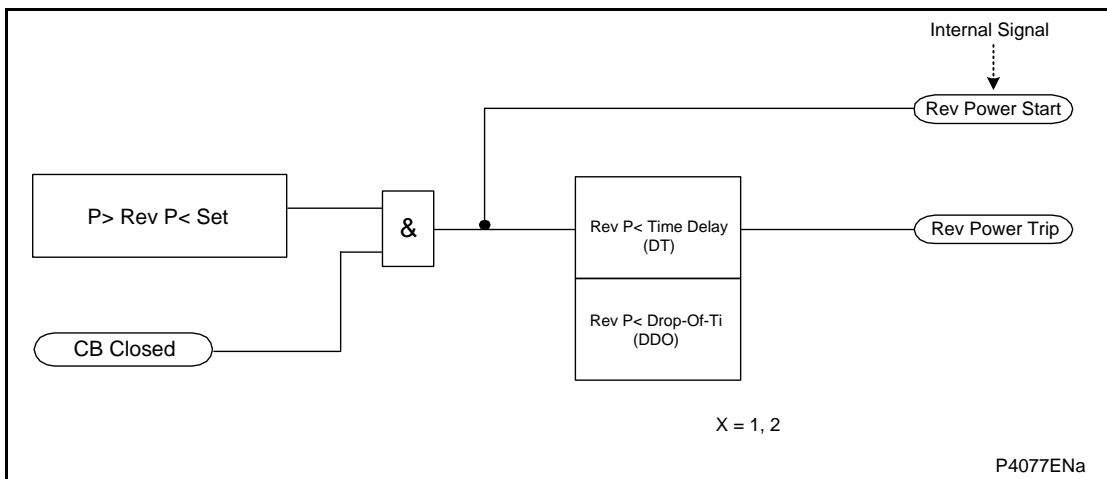 Internal Signal
Rev Power Start
P> Rev P< Set
&
Rev P< Time Delay
(DT)
Rev Power Trip
Rev P< Drop-Of-Ti
(DDO)
CB Closed
X = 1, 2
P4077ENa